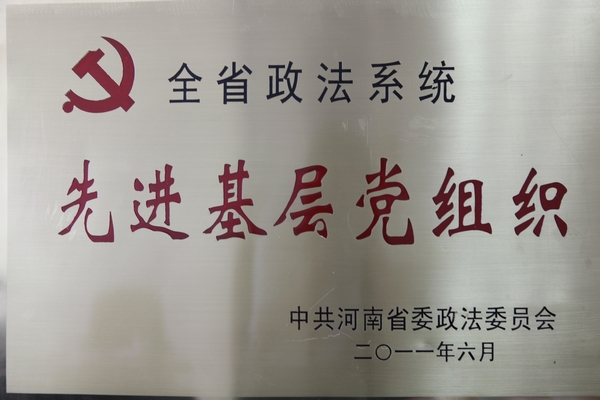 全省政法系统
先进基层党组织
中共河南省委政法委员会
二〇一一年六月